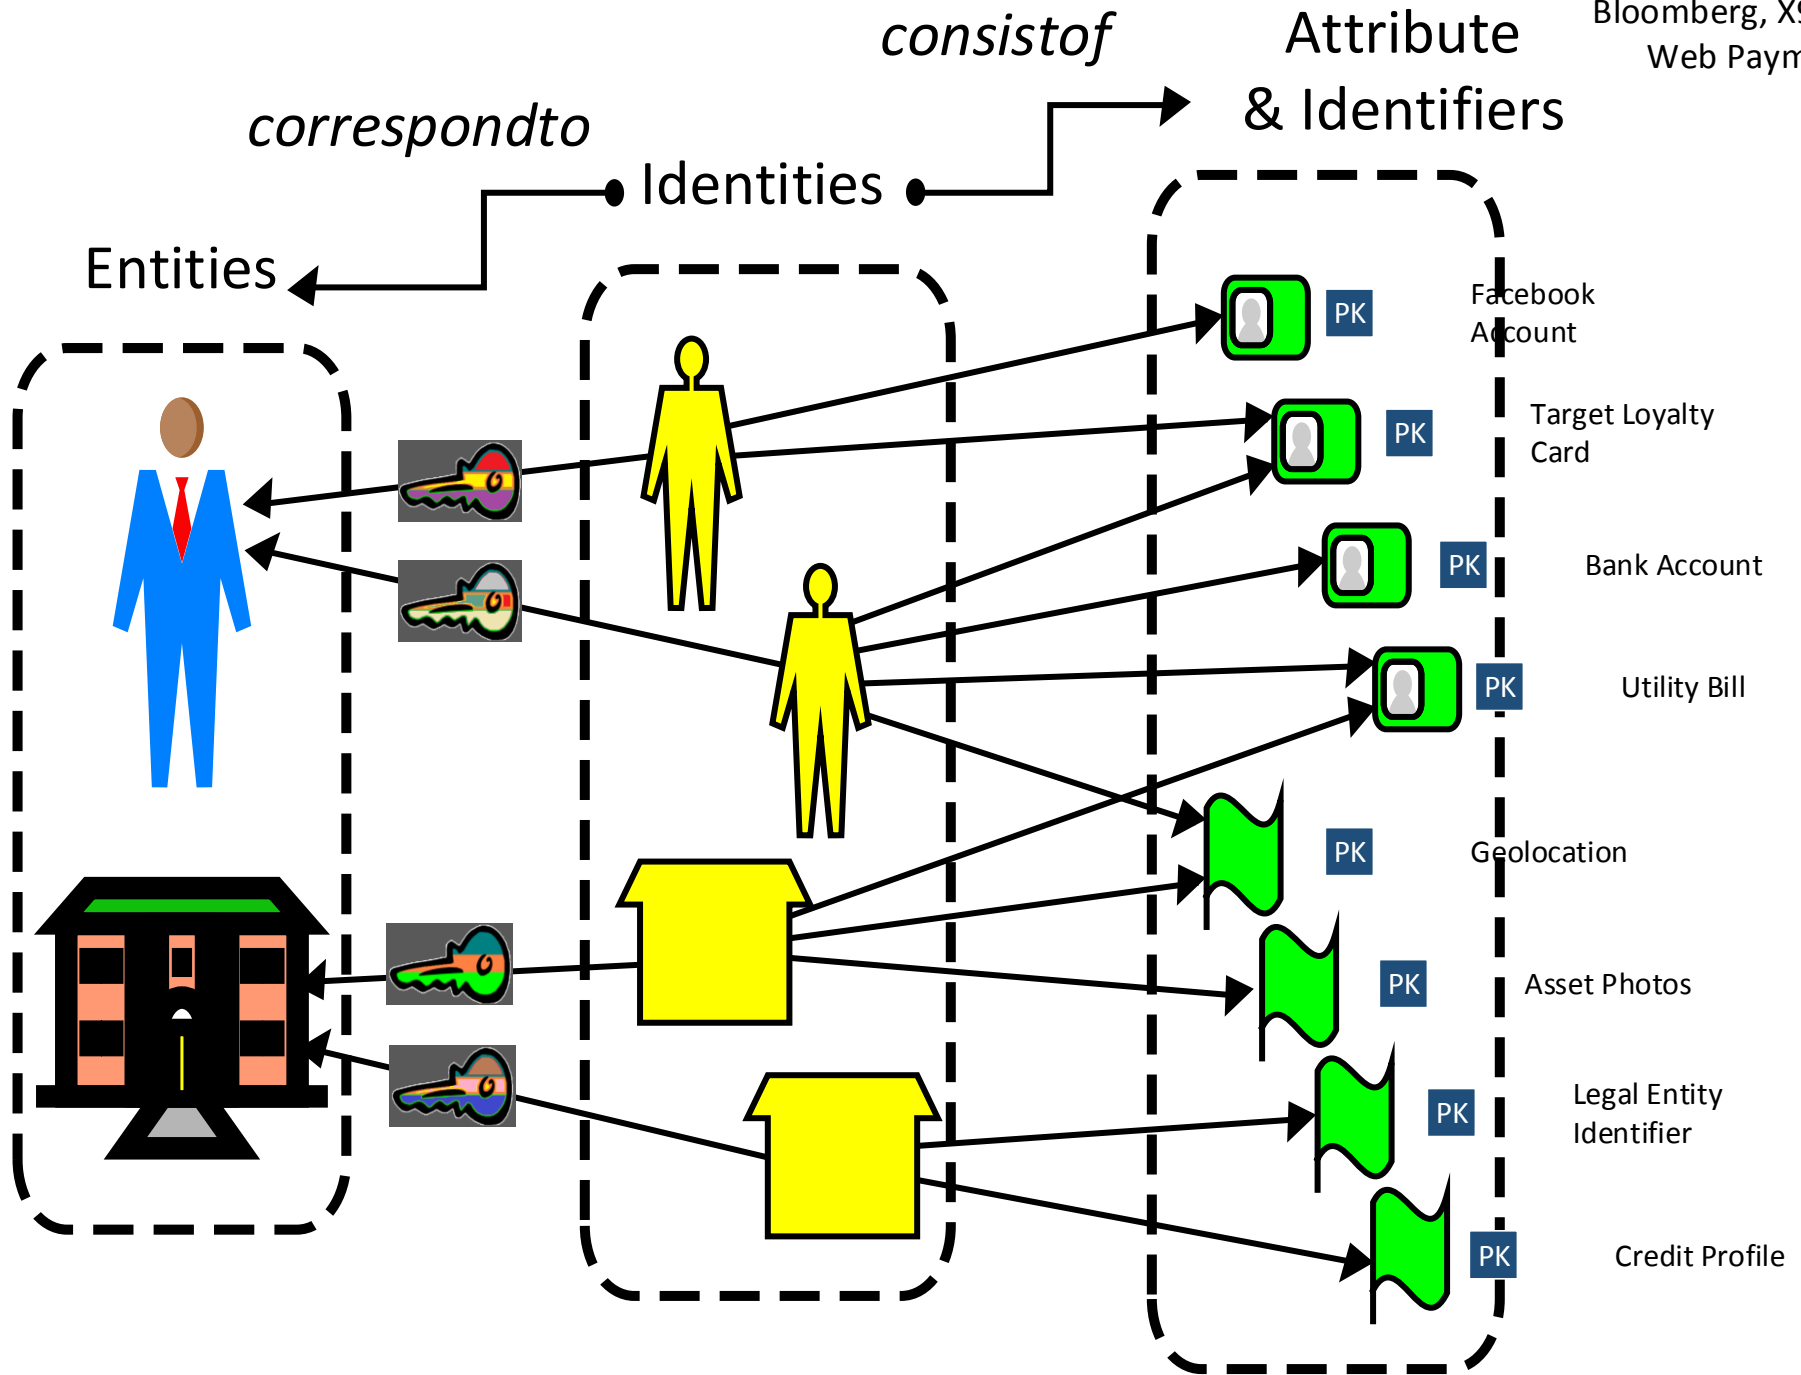 consistof
Attribute
& Identifiers
Bloomberg,
Web
correspondto
Identities
Entities
PK
Facebook
Account
PK
Target Loyalty
Card
PK
Bank Account
PK
Utility Bill
PK
Geolocation
PK
Asset Photos
PK
Legal Entity
Identifier
PK
Credit Profile